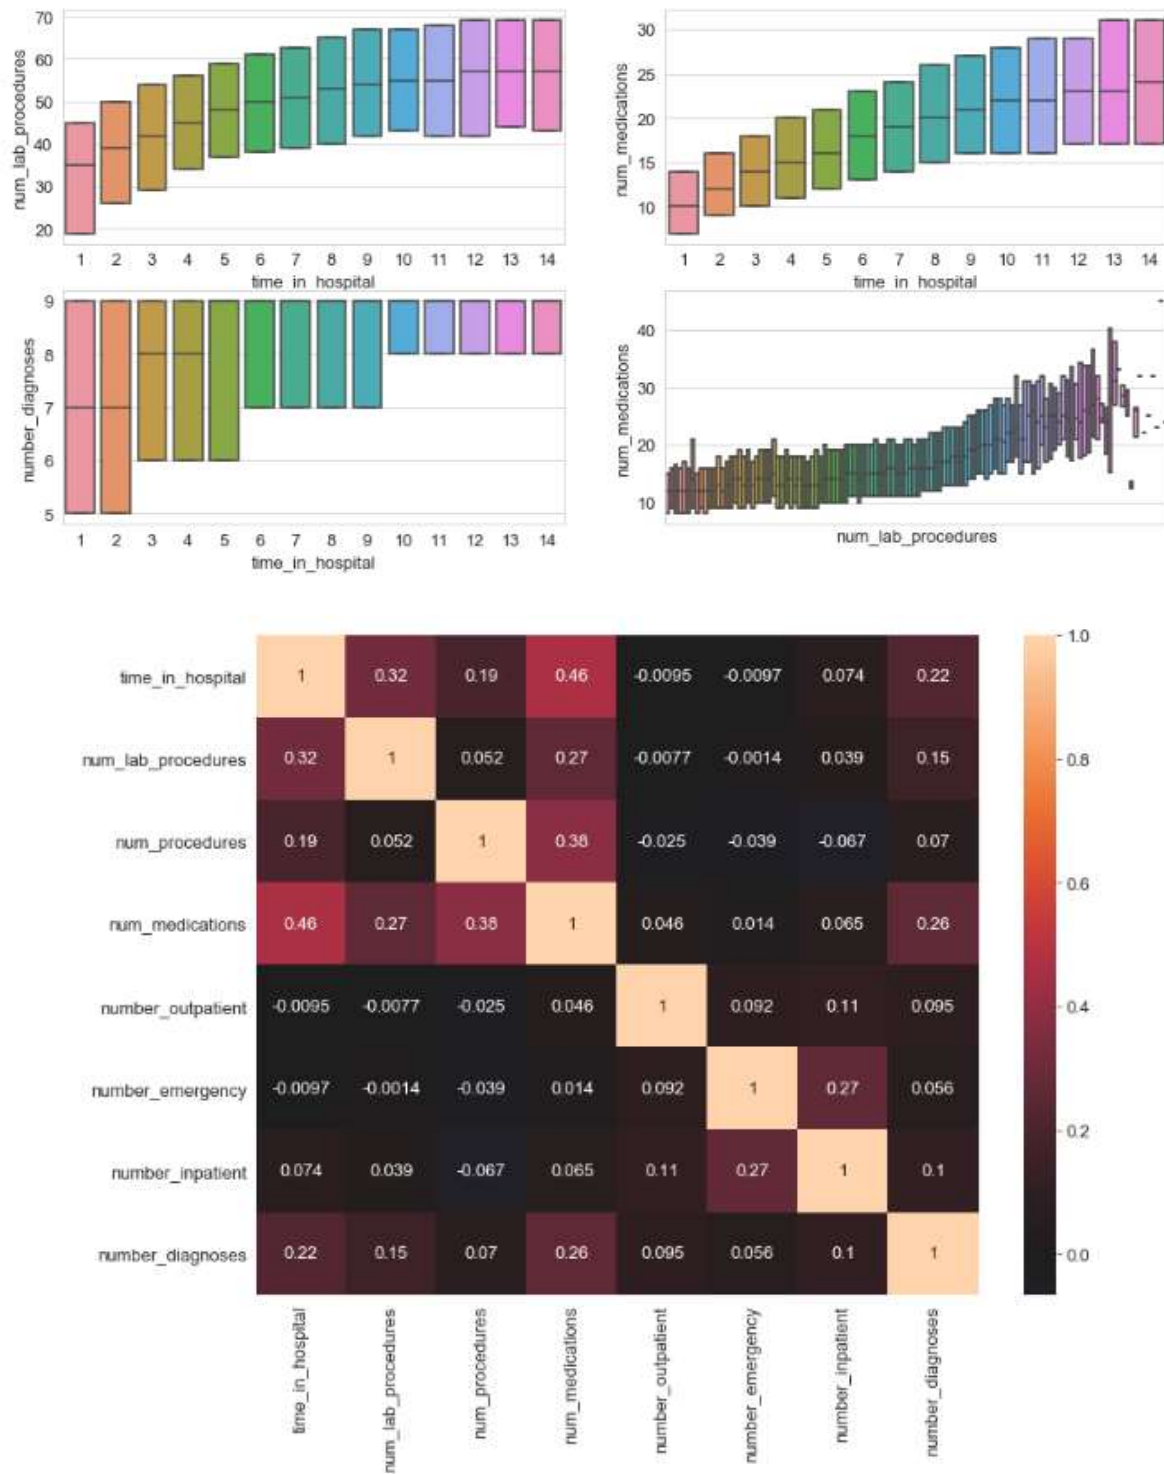 num_lab_procedures
70
60
50
40
30
20
1 2 3 4 5 6 7 8 9 10 11 12 13 14
time_in_hospital
num_medications
30
25
20
15
10
1 2 3 4 5 6 7 8 9 10 11 12 13 14
time_in_hospital
number_diagnoses
9
8
7
6
5
1 2 3 4 5 6 7 8 9 10 11 12 13 14
time_in_hospital
num_medications
40
30
20
10
num_lab_procedures
time_in_hospital 1 0.32 0.19 0.46 -0.0095 -0.0097 0.074 0.22
num_lab_procedures 0.32 1 0.052 0.27 -0.0077 -0.0014 0.039 0.15
num_procedures 0.19 0.052 1 0.38 -0.025 -0.039 -0.067 0.07
num_medications 0.46 0.27 0.38 1 0.046 0.014 0.065 0.26
number_outpatient -0.0095 -0.0077 -0.025 0.046 1 0.092 0.11 0.095
number_emergency -0.0097 -0.0014 -0.039 0.014 0.092 1 0.27 0.056
number_inpatient 0.074 0.039 -0.067 0.065 0.11 0.27 1 0.1
number_diagnoses 0.22 0.15 0.07 0.26 0.095 0.056 0.1 1
time_in_hospital
num_lab_procedures
num_procedures
num_medications
number_outpatient
number_emergency
number_inpatient
number_diagnoses
1.0
0.8
0.6
0.4
0.2
0.0